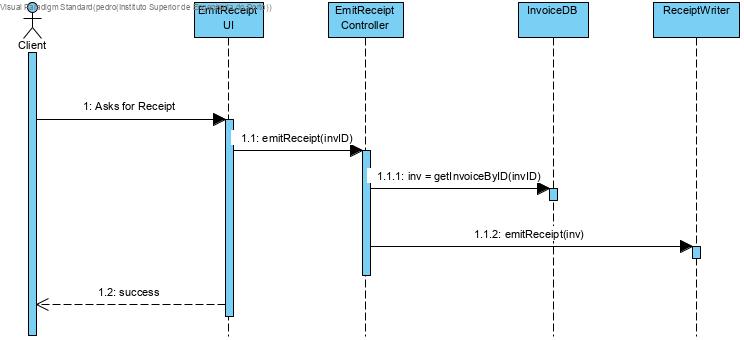 Visual Paradigm Standard(pedro(Instituto Superior de
Client
EmitReceipt
UI
EmitReceipt
Controller
InvoiceDB
ReceiptWriter
1: Asks for Receipt
1.1: emitReceipt(invID)
1.1.1: inv = getInvoiceByID(invID)
1.1.2: emitReceipt(inv)
1.2: success